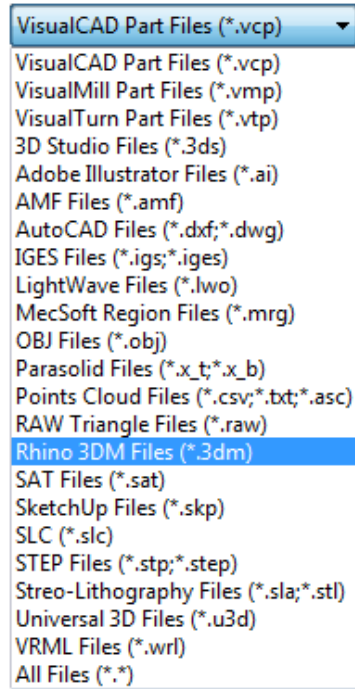 VisualCAD Part Files (*.vcp)
VisualCAD Part Files (*.vcp)
VisualMill Part Files (*.vmp)
VisualTurn Part Files (*.vtp)
3D Studio Files (*.3ds)
Adobe Illustrator Files (*.ai)
AMF Files (*.amf)
AutoCAD Files (*.dxf;*.dwg)
IGES Files (*.igs;*.iges)
LightWave Files (*.lwo)
MecSoft Region Files (*.mrg)
OBJ Files (*.obj)
Parasolid Files (*.x_t;*.x_b)
Points Cloud Files (*.csv;*.txt;*.asc)
RAW Triangle Files (*.raw)
Rhino 3DM Files (*.3dm)
SAT Files (*.sat)
SketchUp Files (*.skp)
SLC (*.slc)
STEP Files (*.stp;*.step)
Streo-Lithography Files (*.sla;*.stl)
Universal 3D Files (*.u3d)
VRML Files (*.wrl)
All Files (*.*)